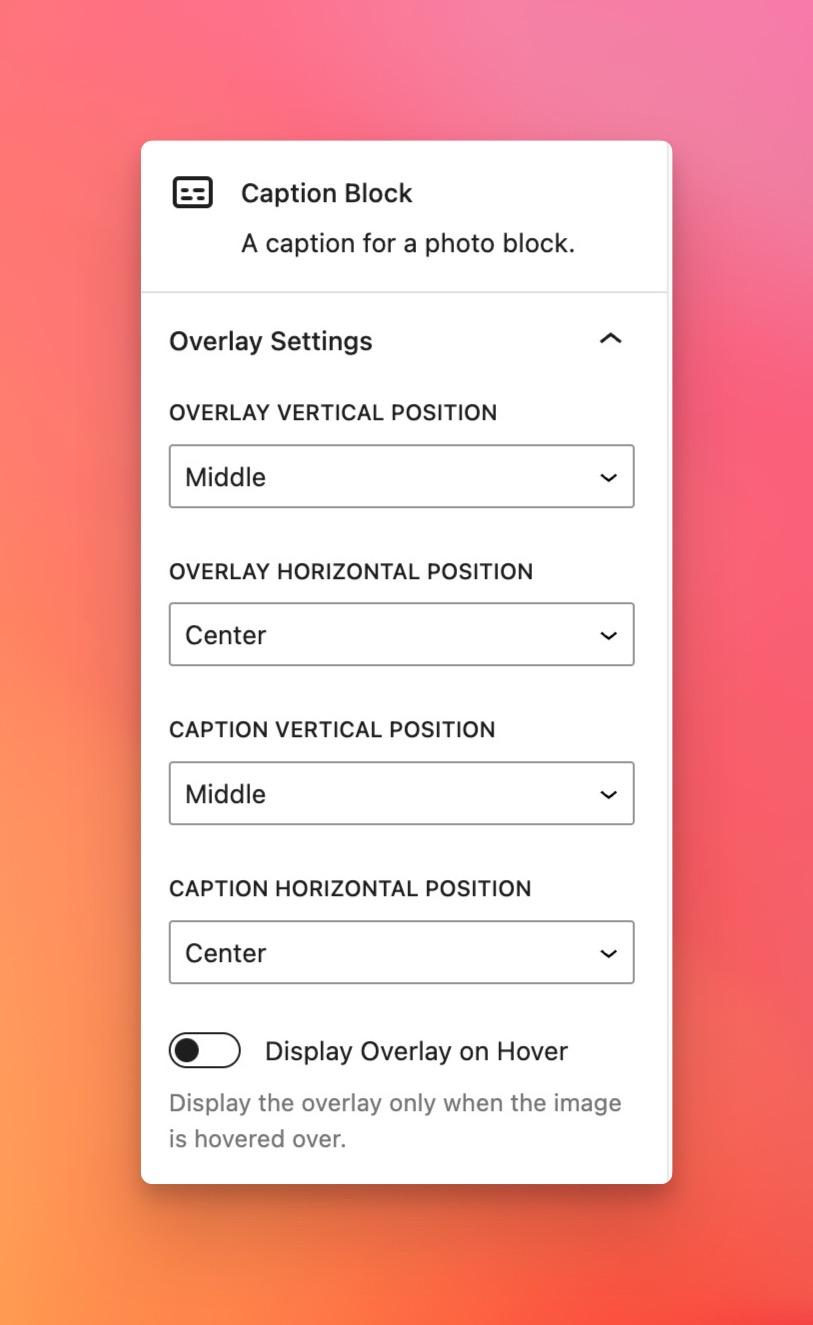 Caption Block
A caption for a photo block.
Overlay Settings
OVERLAY VERTICAL POSITION
Middle
OVERLAY HORIZONTAL POSITION
Center
CAPTION VERTICAL POSITION
Middle
CAPTION HORIZONTAL POSITION
Center
Display Overlay on Hover
Display the overlay only when the image
is hovered over.